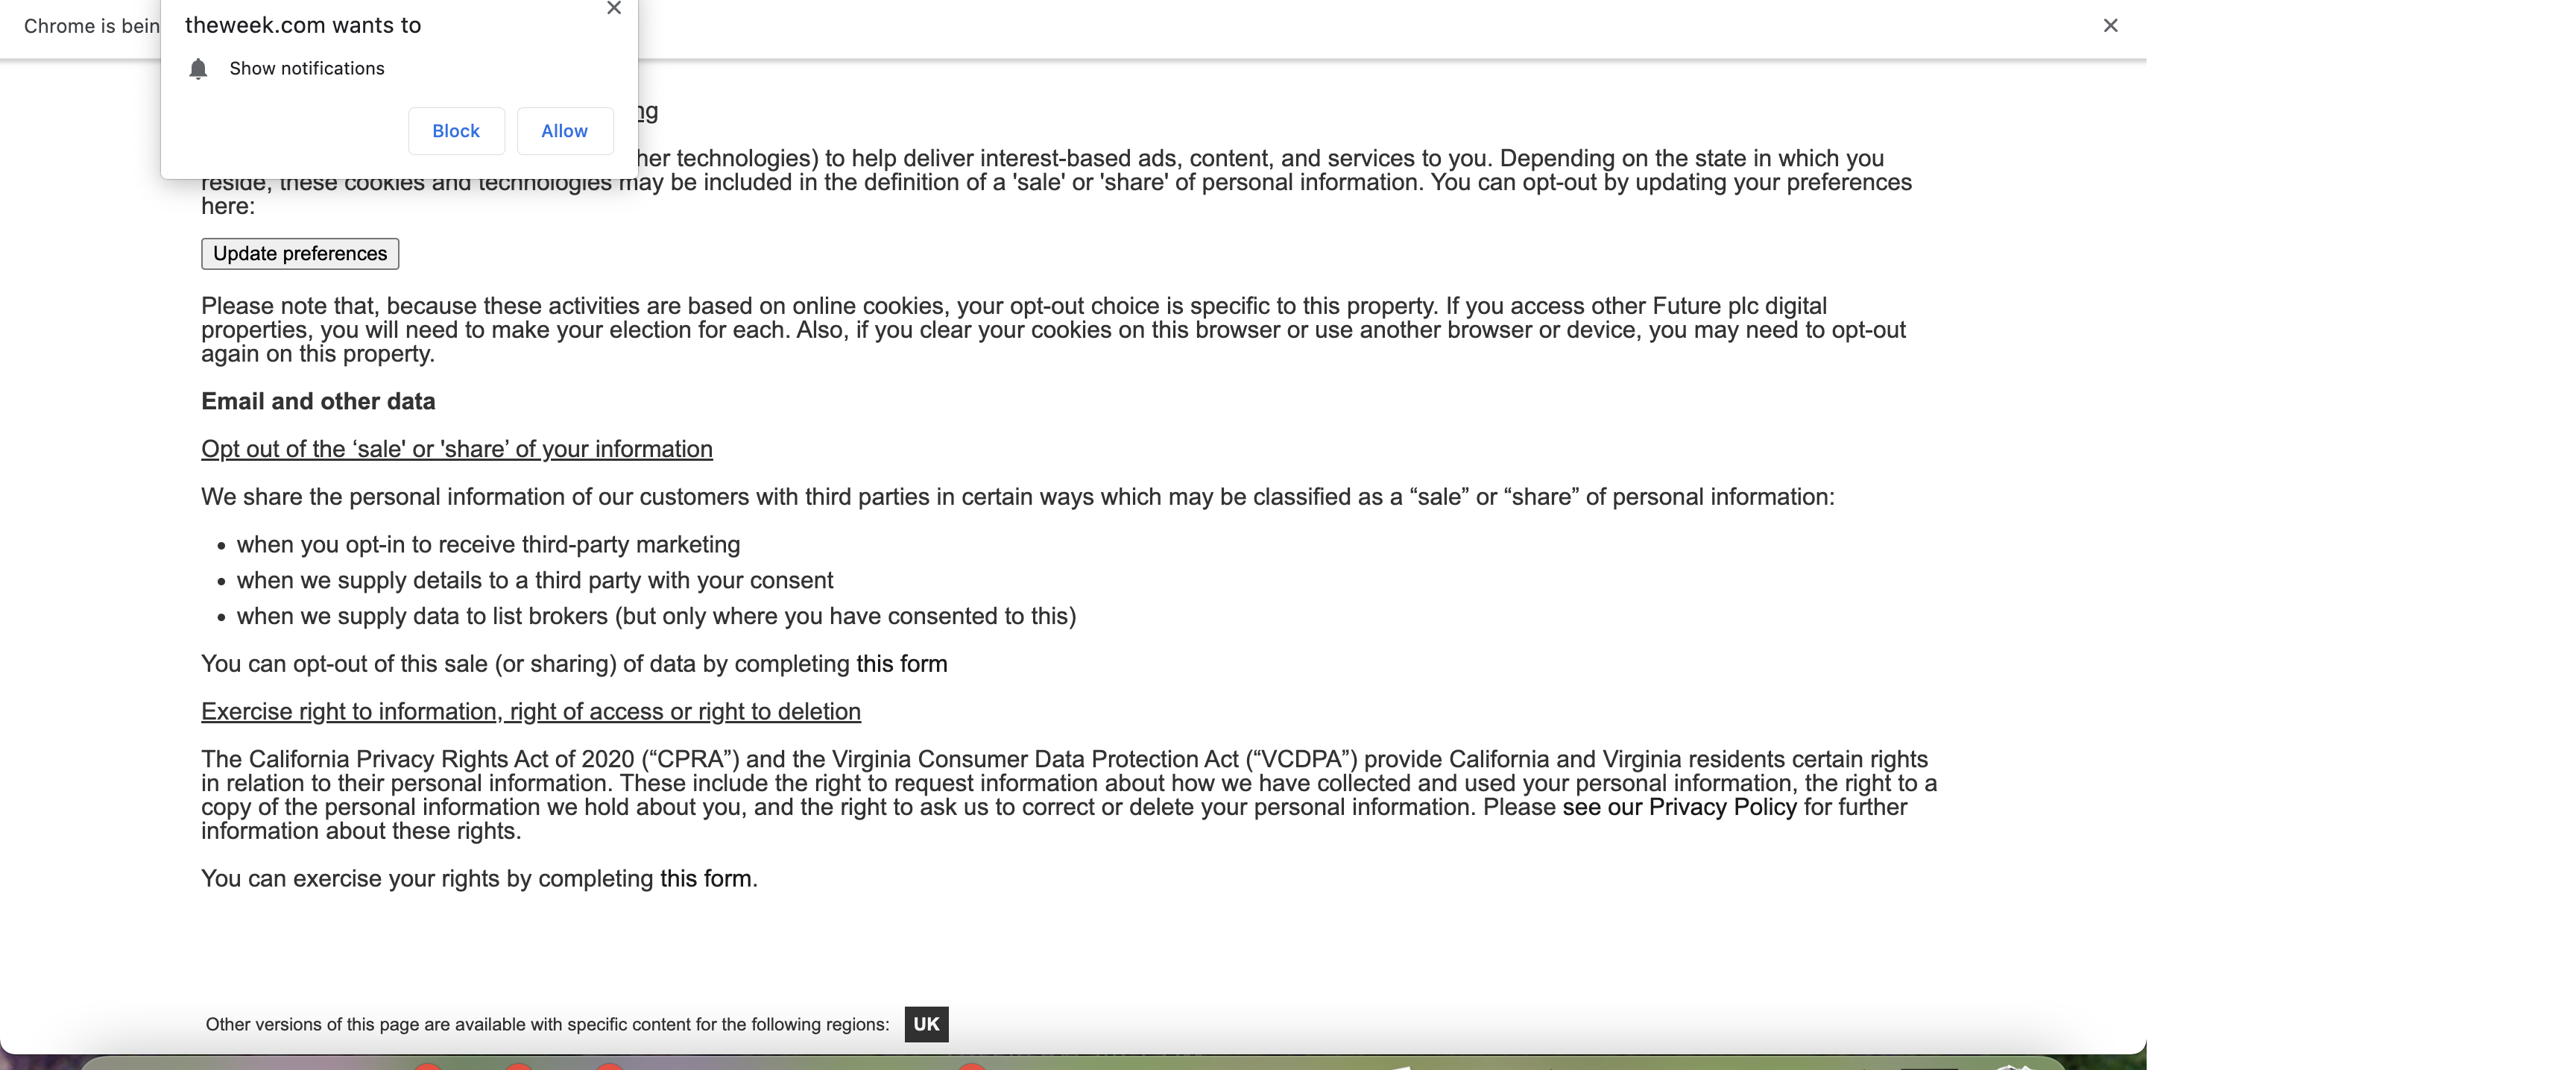 Chrome is bein
theweek.com wants to
Show notifications
Block Allow
ng
her technologies) to help deliver interest-based ads, content, and services to you. Depending on the state in which you
reside, these cookies and technologies may be included in the definition of a 'sale' or 'share' of personal information. You can opt-out by updating your preferences
here:
Update preferences
Please note that, because these activities are based on online cookies, your opt-out choice is specific to this property. If you access other Future plc digital
properties, you will need to make your election for each. Also, if you clear your cookies on this browser or use another browser or device, you may need to opt-out
again on this property.
Email and other data
Opt out of the ‘sale' or 'share’ of your information
We share the personal information of our customers with third parties in certain ways which may be classified as a “sale” or “share” of personal information:
• when you opt-in to receive third-party marketing
• when we supply details to a third party with your consent
• when we supply data to list brokers (but only where you have consented to this)
You can opt-out of this sale (or sharing) of data by completing this form
Exercise right to information, right of access or right to deletion
The California Privacy Rights Act of 2020 (“CPRA”) and the Virginia Consumer Data Protection Act (“VCDPA”) provide California and Virginia residents certain rights
in relation to their personal information. These include the right to request information about how we have collected and used your personal information, the right to a
copy of the personal information we hold about you, and the right to ask us to correct or delete your personal information. Please see our Privacy Policy for further
information about these rights.
You can exercise your rights by completing this form.
Other versions of this page are available with specific content for the following regions: UK